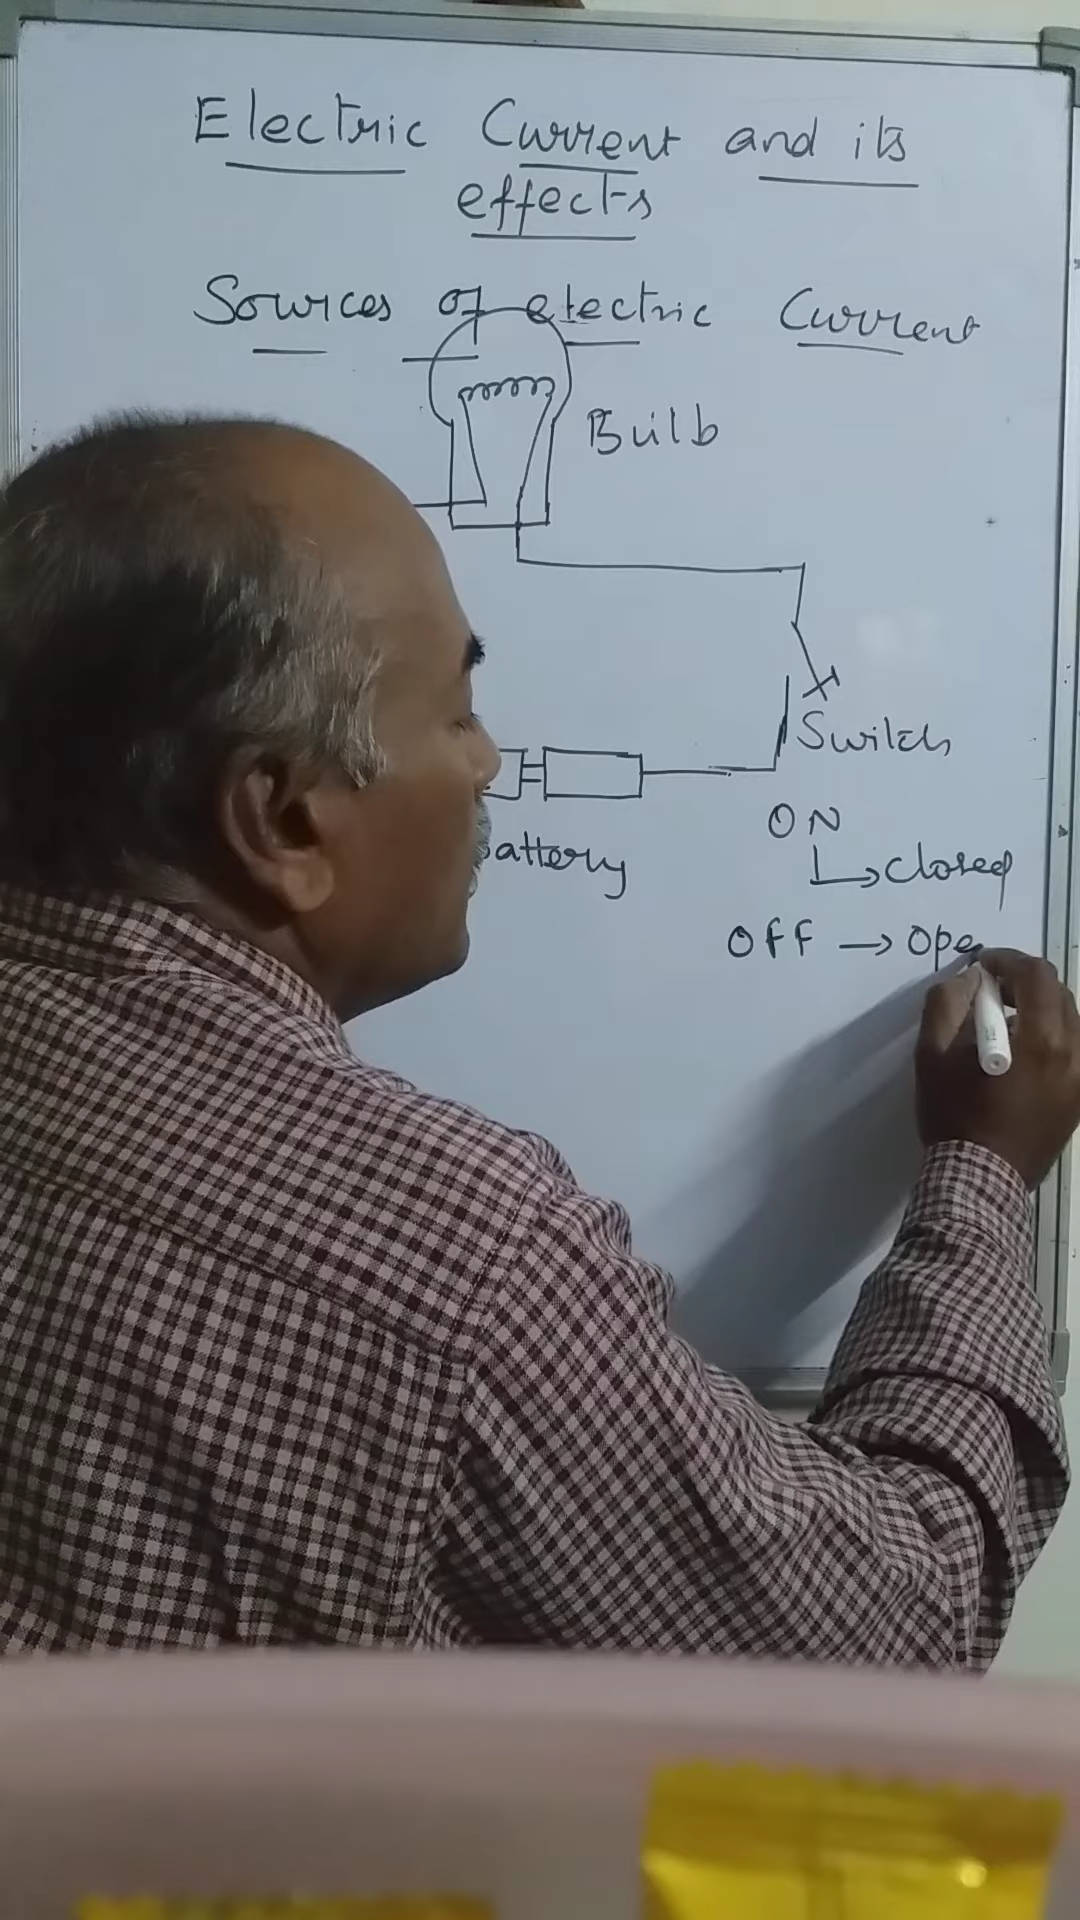 Electric Current and its
effects
Sources of electric Current
Bulb
Switch
ON
attery
→ closed
OFF → Ope